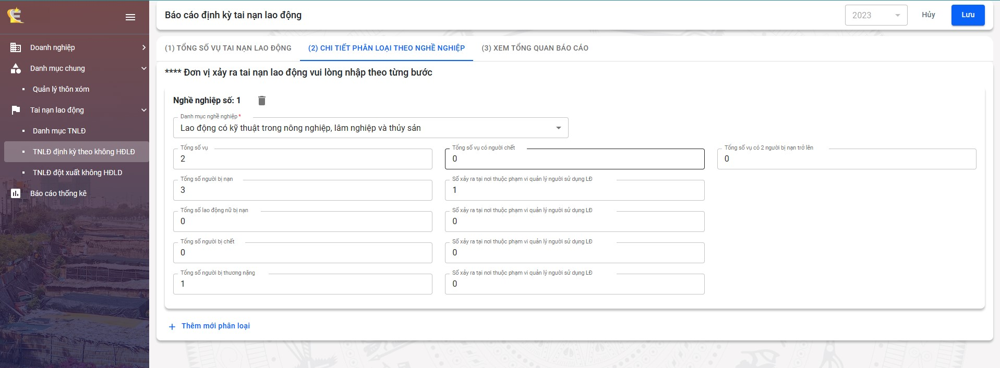 Báo cáo định kỳ tai nạn lao động
2023
Hủy
Lưu
Doanh nghiệp
Danh mục chung
Quản lý thôn xóm
Tai nạn lao động
Danh mục TNLĐ
TNLĐ định kỳ theo không HĐLĐ
TNLĐ đột xuất không HĐLD
Báo cáo thống kê
(1) TỔNG SỐ VỤ TAI NẠN LAO ĐỘNG
(2) CHI TIẾT PHÂN LOẠI THEO NGHỀ NGHIỆP
(3) XEM TỔNG QUAN BÁO CÁO
**** Đơn vị xảy ra tai nạn lao động vui lòng nhập theo từng bước
Nghề nghiệp số: 1
Danh mục nghề nghiệp *
Lao động có kỹ thuật trong nông nghiệp, lâm nghiệp và thủy sản
Tổng số vụ
2
Tổng số vụ có người chết
0
Tổng số vụ có 2 người bị nạn trở lên
0
Tổng số người bị nạn
3
Số xảy ra tại nơi thuộc phạm vi quản lý người sử dụng LĐ
1
Tổng số lao động nữ bị nạn
0
Số xảy ra tại nơi thuộc phạm vi quản lý người sử dụng LĐ
0
Tổng số người bị chết
0
Số xảy ra tại nơi thuộc phạm vi quản lý người sử dụng LĐ
0
Tổng số người bị thương nặng
1
Số xảy ra tại nơi thuộc phạm vi quản lý người sử dụng LĐ
0
+ Thêm mới phân loại